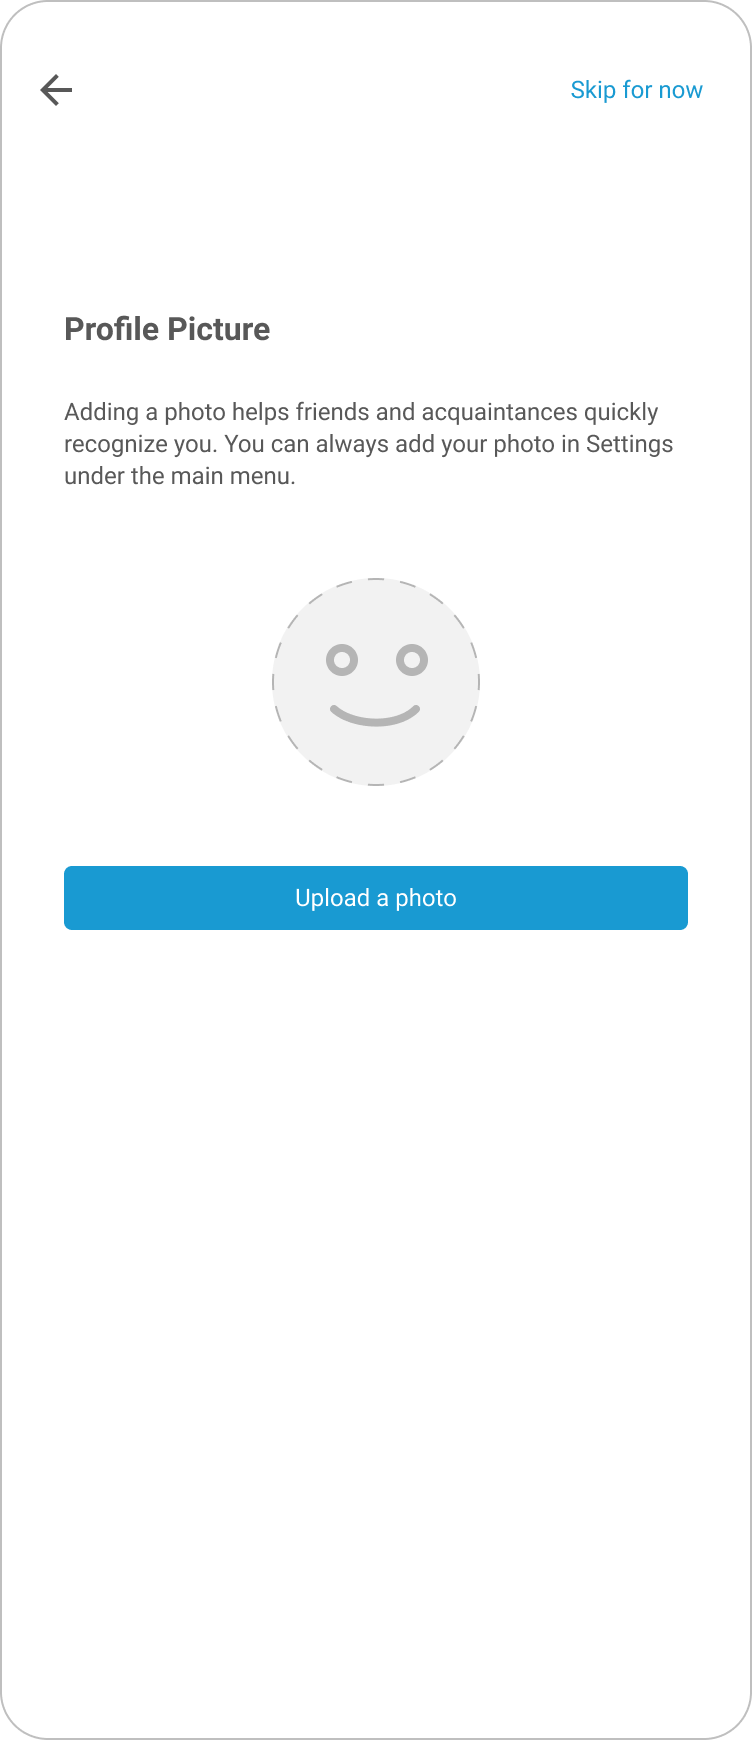 Skip for now
Profile Picture
Adding a photo helps friends and acquaintances quickly
recognize you. You can always add your photo in Settings
under the main menu.
Upload a photo